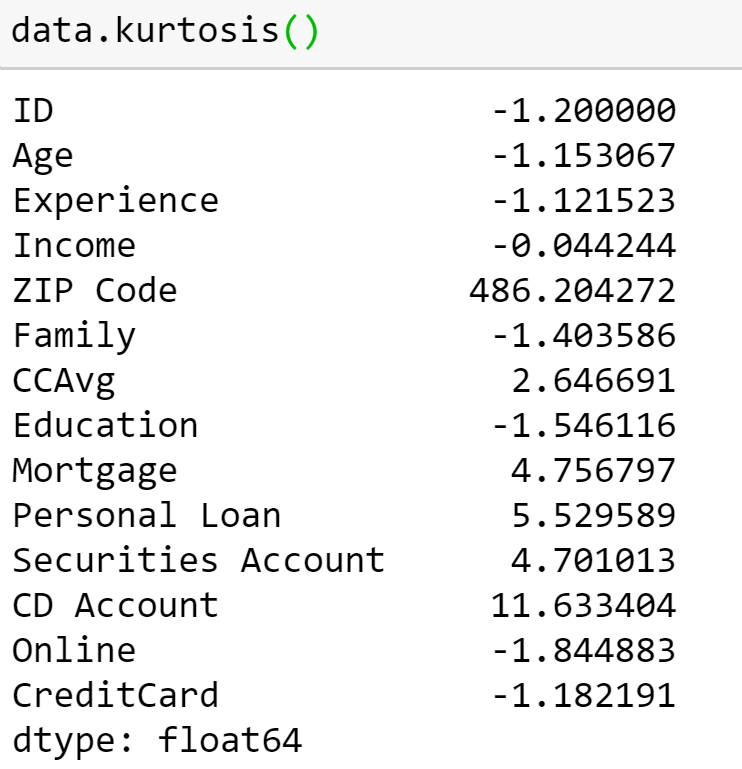 data.kurtosis()
ID -1.200000
Age -1.153067
Experience -1.121523
Income -0.044244
ZIP Code 486.204272
Family -1.403586
CCAvg 2.646691
Education -1.546116
Mortgage 4.756797
Personal Loan 5.529589
Securities Account 4.701013
CD Account 11.633404
Online -1.844883
CreditCard -1.182191
dtype: float64